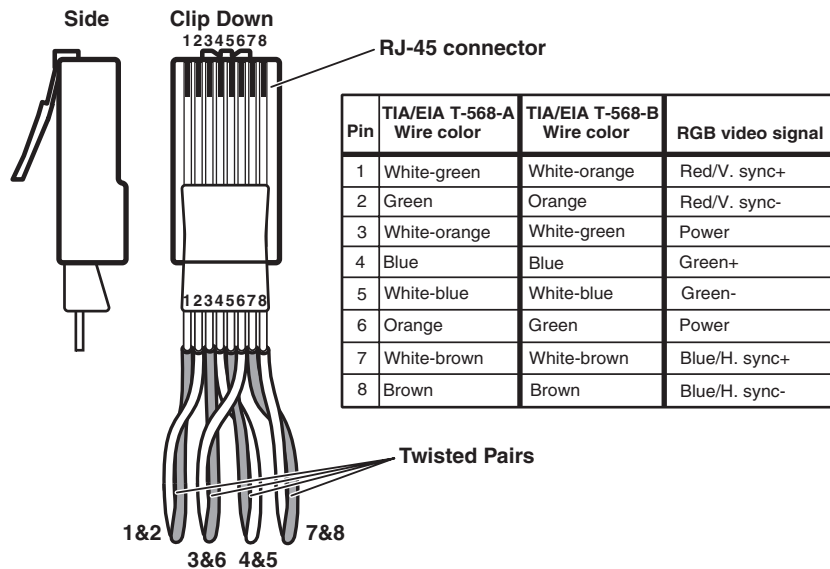 Side
Clip Down
12345678
RJ-45 connector
Pin TIA/EIA T-568-A Wire color TIA/EIA T-568-B Wire color RGB video signal
1 White-green White-orange Red/V. sync+
2 Green Orange Red/V. sync-
3 White-orange White-green Power
4 Blue Blue Green+
5 White-blue White-blue Green-
6 Orange Green Power
7 White-brown White-brown Blue/H. sync+
8 Brown Brown Blue/H. sync-
12345678
Twisted Pairs
1&2
7&8
3&6
4&5